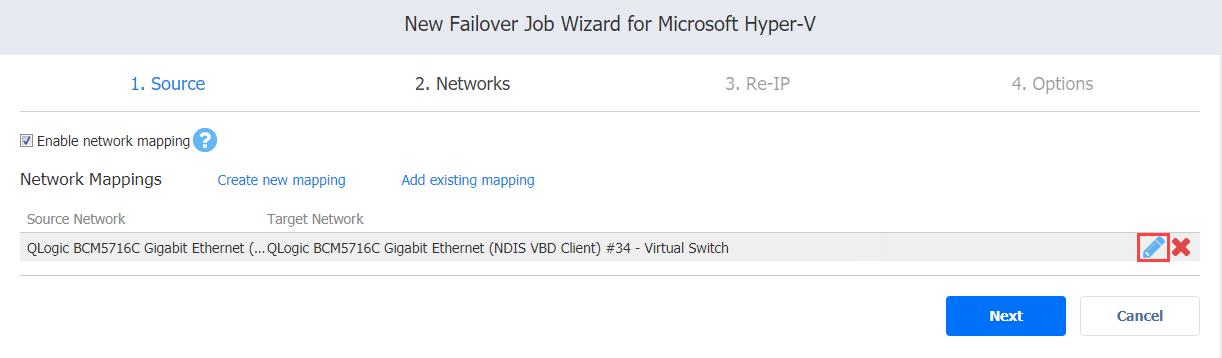 New Failover Job Wizard for Microsoft Hyper-V
1. Source 2. Networks 3. Re-IP 4. Options
Enable network mapping ?
Network Mappings Create new mapping Add existing mapping
Source Network Target Network
QLogic BCM5716C Gigabit Ethernet (... QLogic BCM5716C Gigabit Ethernet (NDIS VBD Client) #34 - Virtual Switch
Next Cancel